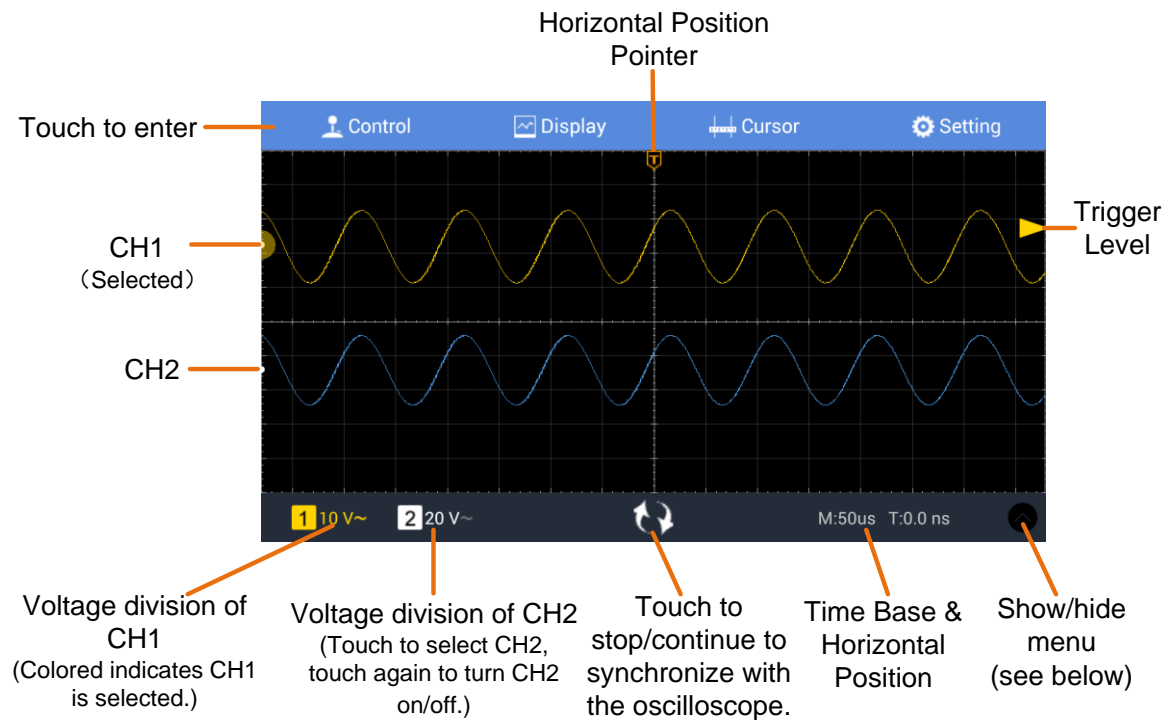 Horizontal Position
Pointer
Touch to enter
Control
Display
Cursor
Setting
T
CH1
（Selected）
Trigger
Level
CH2
1 10 V~
2 20 V~
M:50us T:0.0 ns
Voltage division of
CH1
(Colored indicates CH1
is selected.)
Voltage division of CH2
(Touch to select CH2,
touch again to turn CH2
on/off.)
Touch to
stop/continue to
synchronize with
the oscilloscope.
Time Base &
Horizontal
Position
Show/hide
menu
(see below)